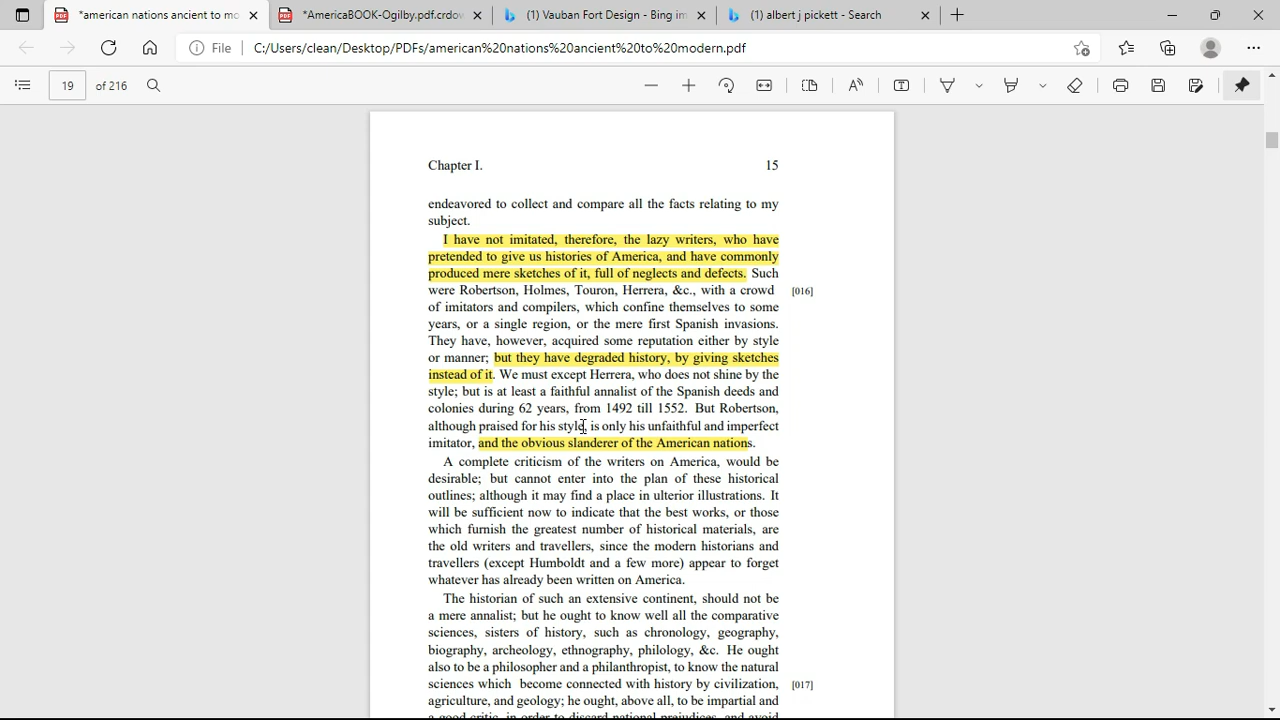 *american nations ancient to mo
*AmericaBOOK-Ogilby.pdf.crdow
(1) Vauban Fort Design - Bing im
(1) albert j pickett - Search
File
C:/Users/clean/Desktop/PDFs/american%20nations%20ancient%20to%20modern.pdf
19 of 216
Chapter I. 15
endeavored to collect and compare all the facts relating to my
subject.
I have not imitated, therefore, the lazy writers, who have
pretended to give us histories of America, and have commonly
produced mere sketches of it, full of neglects and defects. Such
were Robertson, Holmes, Touron, Herrera, &c., with a crowd [016]
of imitators and compilers, which confine themselves to some
years, or a single region, or the mere first Spanish invasions.
They have, however, acquired some reputation either by style
or manner; but they have degraded history, by giving sketches
instead of it. We must except Herrera, who does not shine by the
style; but is at least a faithful annalist of the Spanish deeds and
colonies during 62 years, from 1492 till 1552. But Robertson,
although praised for his style, is only his unfaithful and imperfect
imitator, and the obvious slanderer of the American nations.
A complete criticism of the writers on America, would be
desirable; but cannot enter into the plan of these historical
outlines; although it may find a place in ulterior illustrations. It
will be sufficient now to indicate that the best works, or those
which furnish the greatest number of historical materials, are
the old writers and travellers, since the modern historians and
travellers (except Humboldt and a few more) appear to forget
whatever has already been written on America.
The historian of such an extensive continent, should not be
a mere annalist; but he ought to know well all the comparative
sciences, sisters of history, such as chronology, geography,
biography, archeology, ethnography, philology, &c. He ought
also to be a philosopher and a philanthropist, to know the natural
sciences which become connected with history by civilization, [017]
agriculture, and geology; he ought, above all, to be impartial and
a good critic, in order to discard national prejudices, and avoid